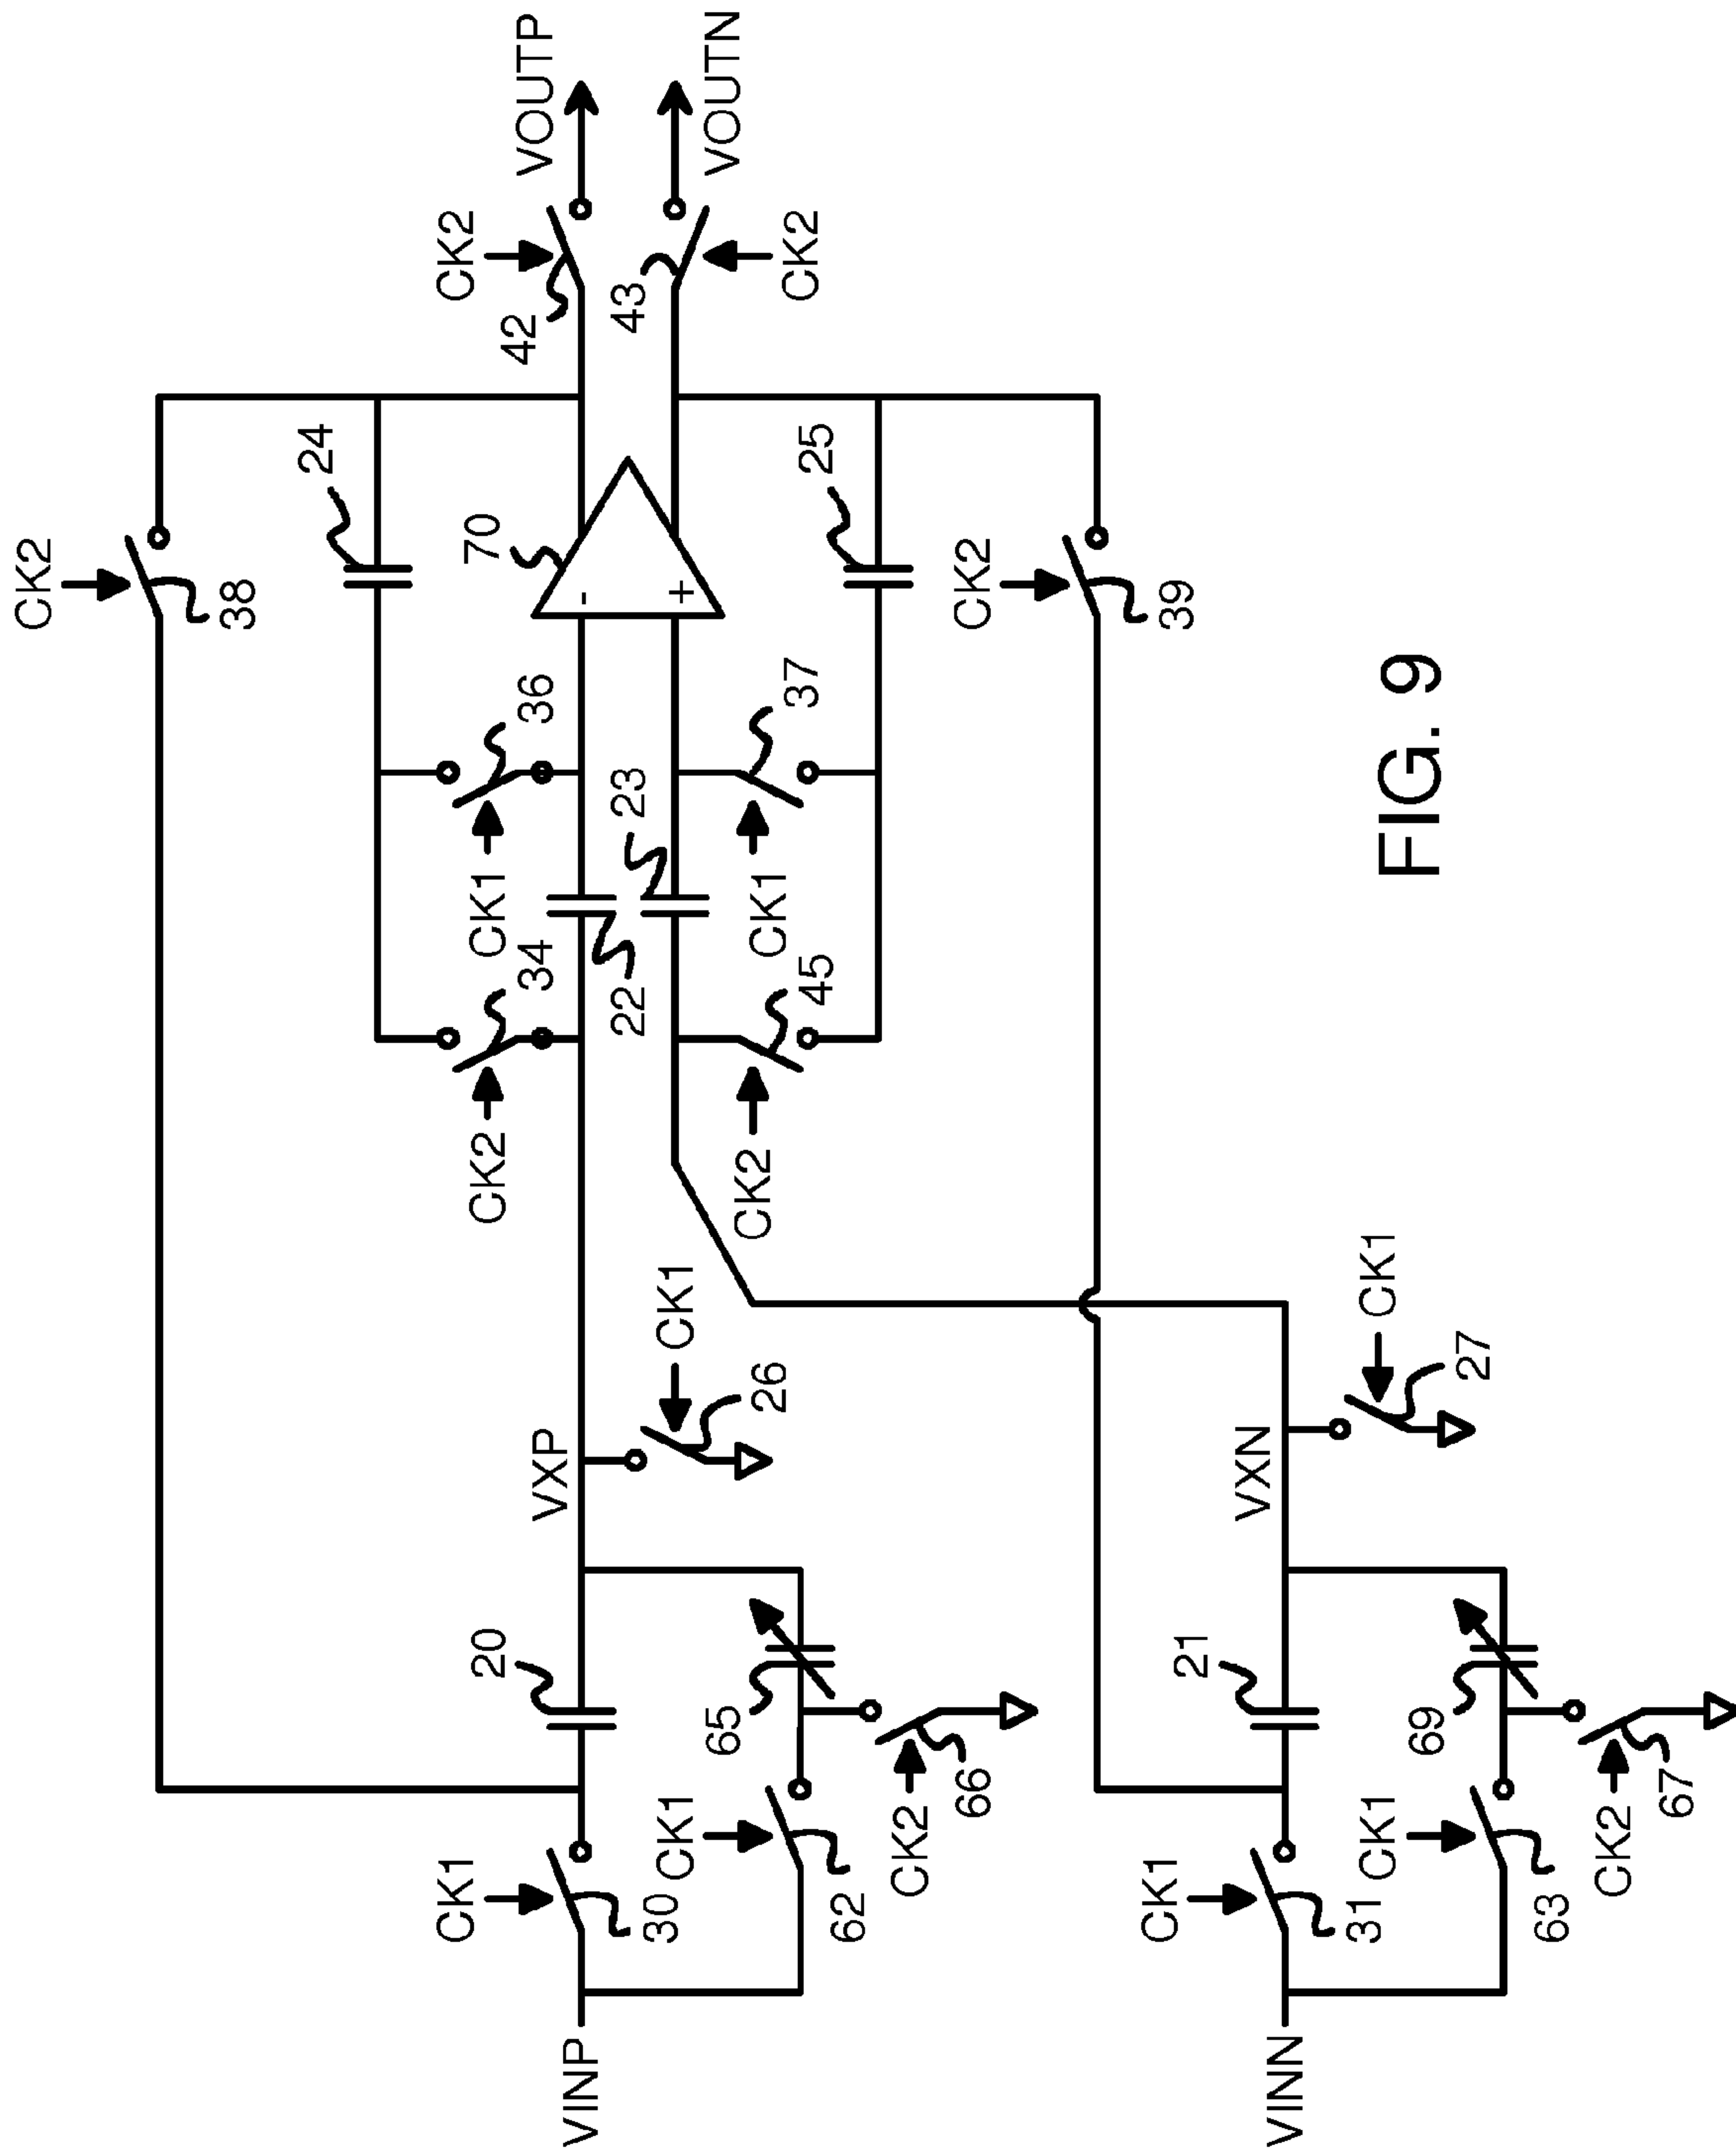 CK2
38
24
VOUTP
CK2
42
70
-
+
43
CK2
VOUTN
25
CK2
39
CK2
34
CK1
36
22
23
CK2
45
CK1
37
VXP
CK1
26
20
CK1
30
VINP
CK1
62
65
CK2
66
VXN
CK1
27
21
CK1
31
VINN
CK1
63
69
CK2
67
FIG. 9